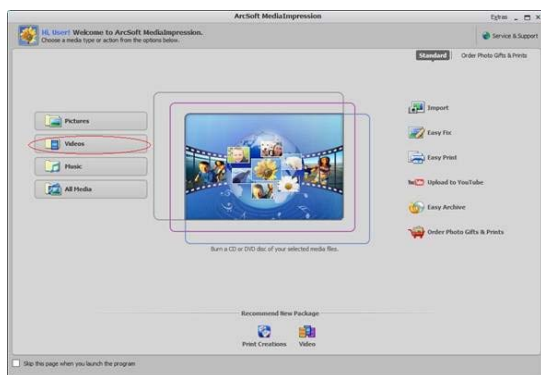 ArcSoft MediaImpression
Extras
Hi, User! Welcome to ArcSoft MediaImpression.
Choose a media type or action from the options below.
Service & Support
Standard
Order Photo Gifts & Prints
Pictures
Videos
Music
All Media
Import
Easy Fix
Easy Print
You Tube Upload to YouTube
Easy Archive
Order Photo Gifts & Prints
Burn a CD or DVD disc of your selected media files.
Recommend New Package
Print Creations
Video
Skip this page when you launch the program